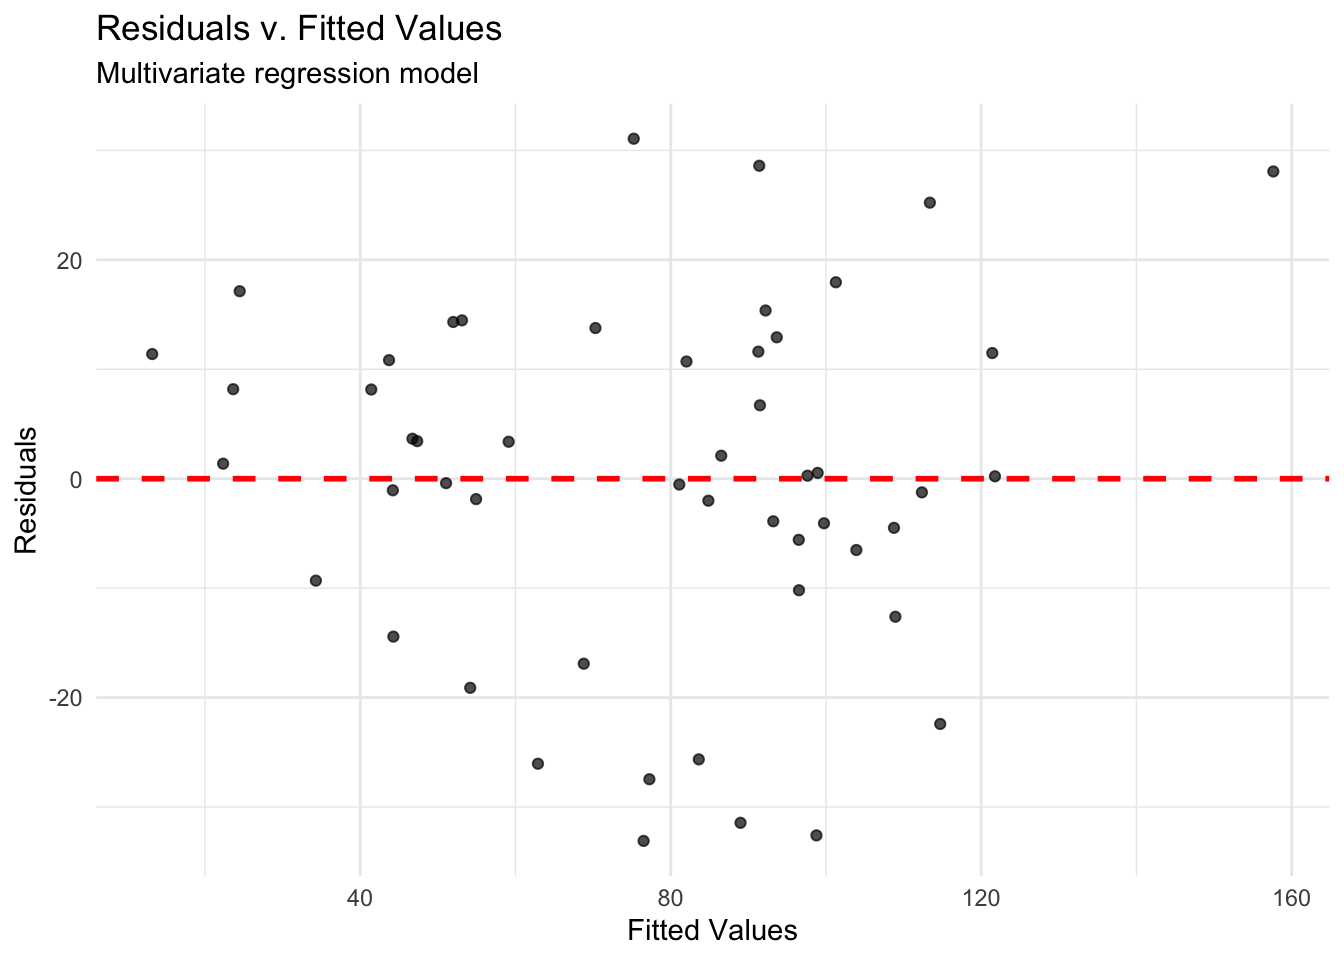 Residuals v. Fitted Values
Multivariate regression model
Residuals
20
0
-20
40
80
120
160
Fitted Values